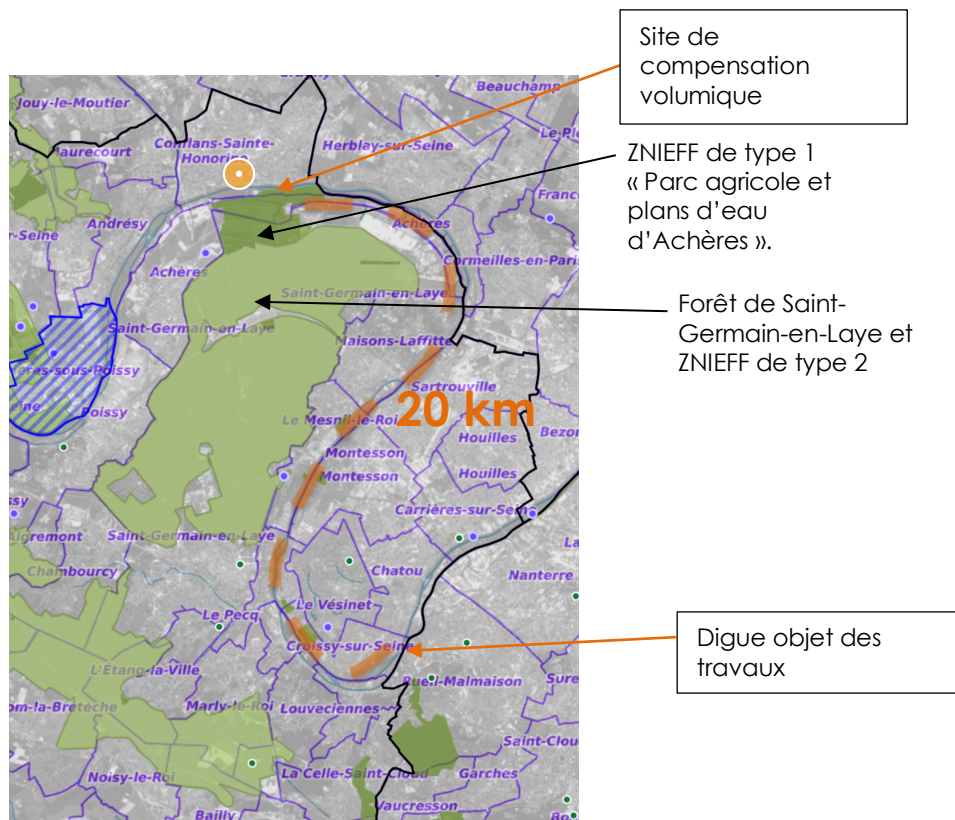 Site de
compensation
volumique
ZNIEFF de type 1
« Parc agricole et
plans d’eau
d’Achères ».
Forêt de Saint-
Germain-en-Laye et
ZNIEFF de type 2
Digue objet des
travaux
20 km
Beauchamp
Jouy-le-Moutier
Conflans-Sainte-
Honorine
Herblay-sur-Seine
Andrésy
Achères
Achères
Cormeilles-en-Paris
Saint-Germain-en-Laye
Saint-Germain-en-Laye
Maisons-Laffitte
Poissy
Sartrouville
Le Mesnil-le-Roi
Houilles
Montesson
Montesson
Houilles
Carrières-sur-Seine
Saint-Germain-en-Laye
Aigremont
Chambourcy
Chatou
Nanterre
Le Vésinet
Le Pecq
Croissy-sur-Seine
L'Étang-la-Ville
Rueil-Malmaison
Marly-le-Roi
Louveciennes
Saint-Clou
Noisy-le-Roi
La Celle-Saint-Cloud
Garches
Vaucresson
Bailly